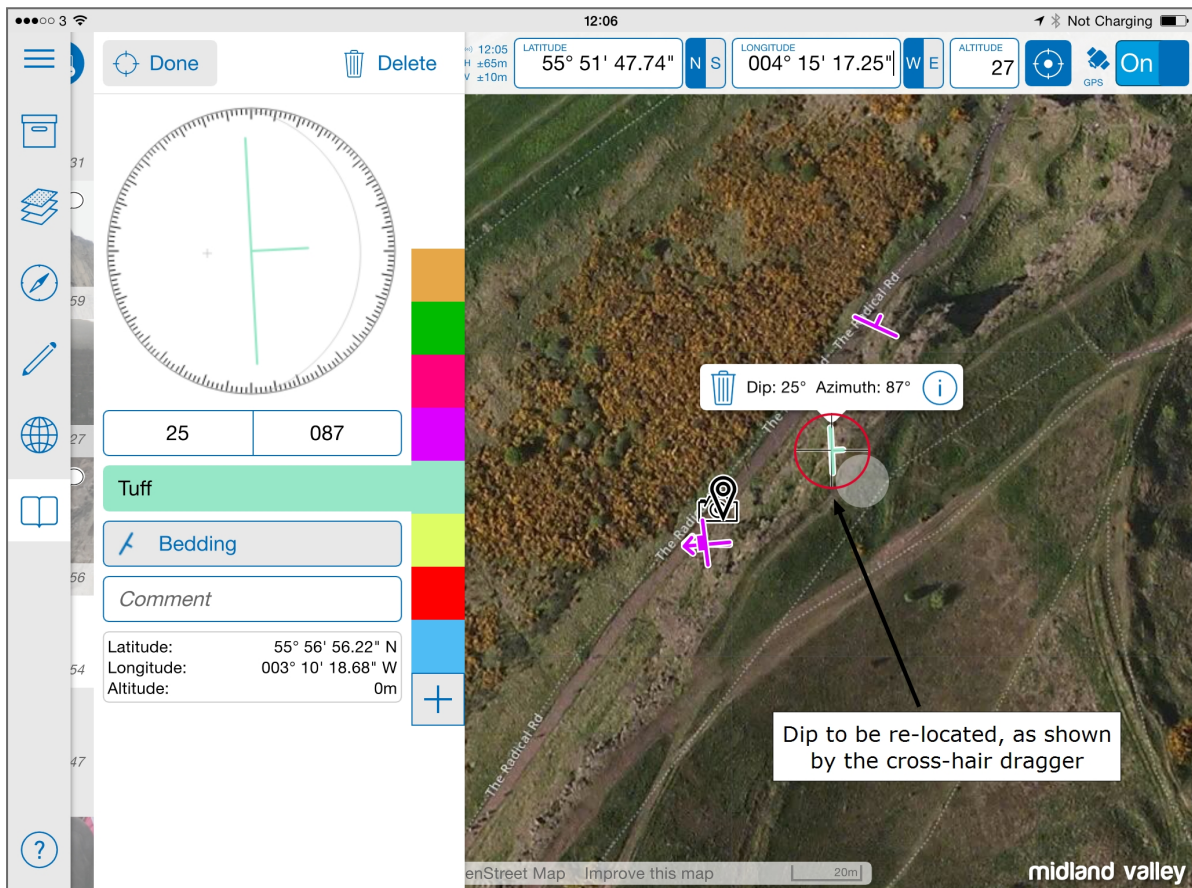 3 12:06 Not Charging
Done Delete
12:05
±65m
±10m
LATITUDE
55° 51' 47.74" N S
LONGITUDE
004° 15' 17.25" W E
ALTITUDE
27
GPS
On
31
59
27
56
54
47
25 087
Tuff
Bedding
Comment
Latitude: 55° 56' 56.22" N
Longitude: 003° 10' 18.68" W
Altitude: 0m
?
The Radical Rd
Dip: 25° Azimuth: 87° i
The Radical Rd
Dip to be re-located, as shown
by the cross-hair dragger
enStreet Map Improve this map
20m
midland valley